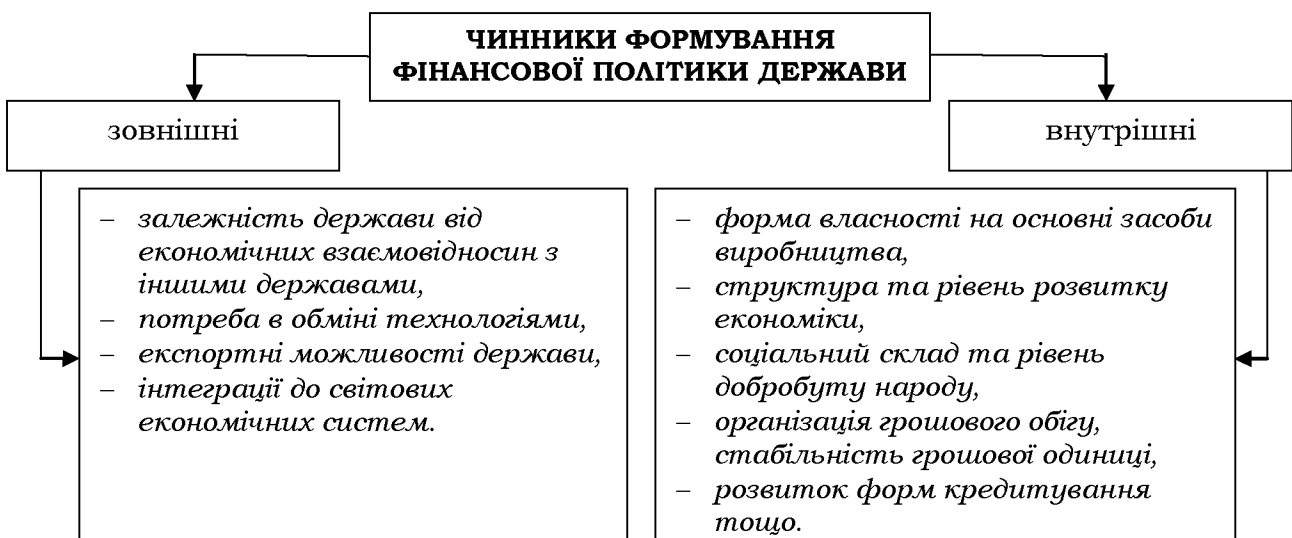 ЧИННИКИ ФОРМУВАННЯ
ФІНАНСОВОЇ ПОЛІТИКИ ДЕРЖАВИ
зовнішні
внутрішні
– залежність держави від
економічних взаємовідносин з
іншими державами,
– потреба в обміні технологіями,
– експортні можливості держави,
– інтеграції до світових
економічних систем.
– форма власності на основні засоби
виробництва,
– структура та рівень розвитку
економіки,
– соціальний склад та рівень
добробуту народу,
– організація грошового обігу,
стабільність грошової одиниці,
– розвиток форм кредитування
тощо.